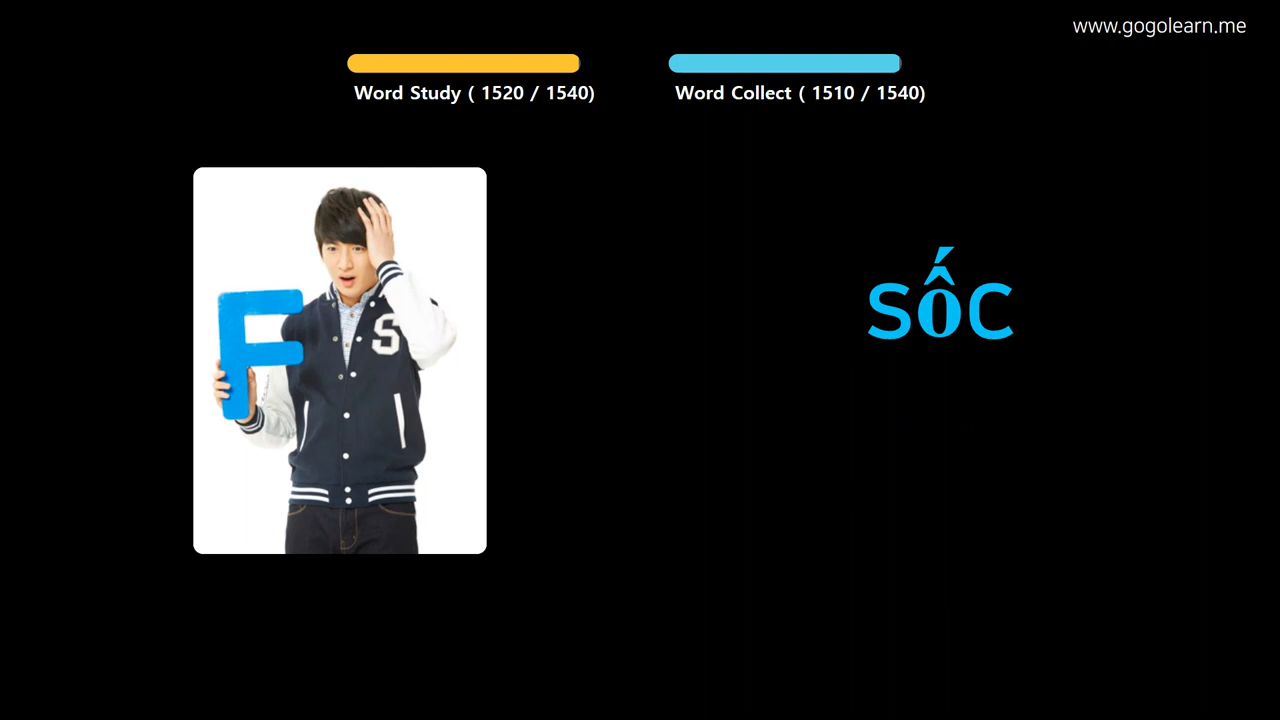 www.gogolearn.me
Word Study ( 1520 / 1540)
Word Collect ( 1510 / 1540)
F
S
sốc